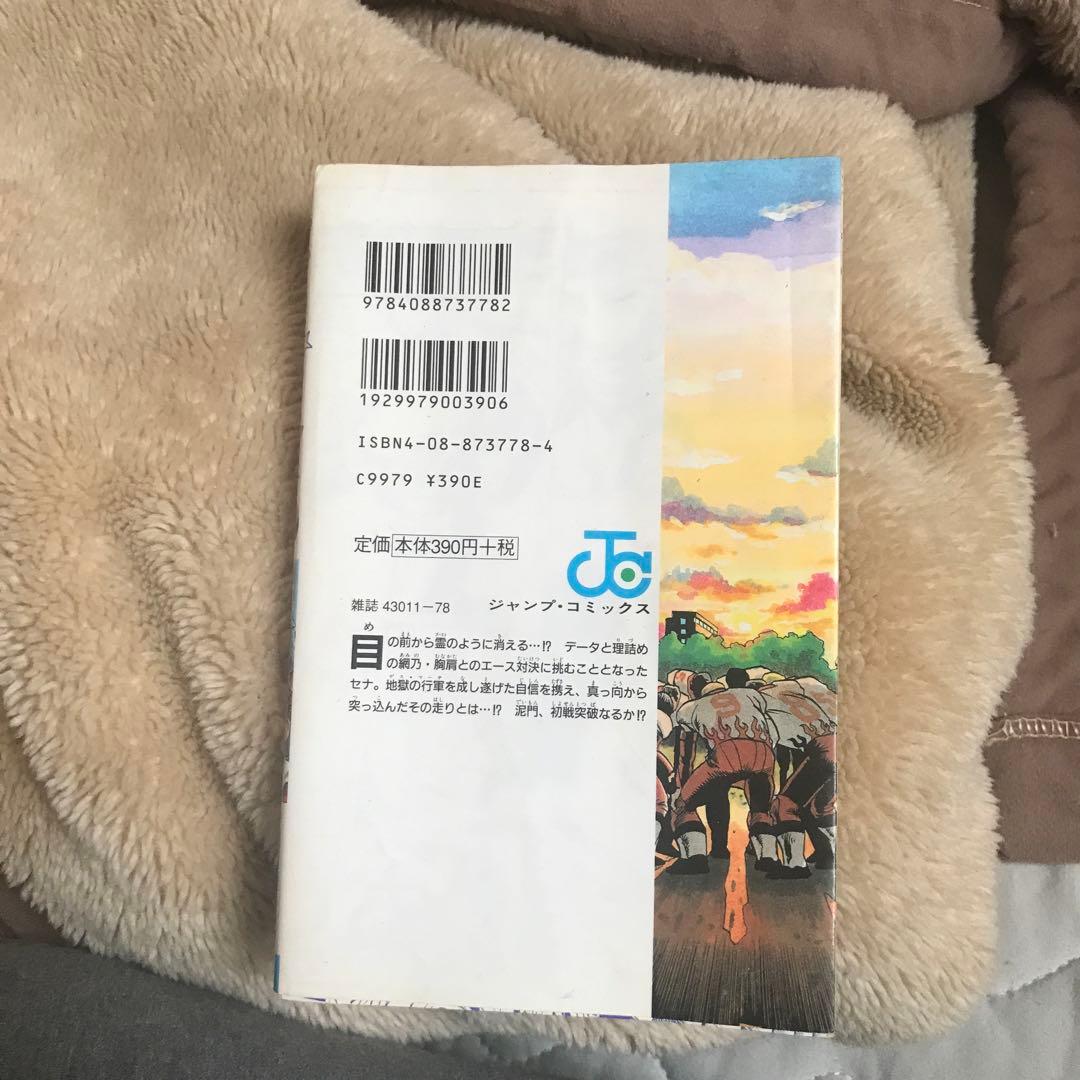 9784088737782
1929979003906
ISBN4-08-873778-4
C9979 ¥390E
定価 本体390円+税
JC
雑誌 43011-78 ジャンプ・コミックス
目の前から霊のように消える…!? データと理詰め
の網乃・胸肩とのエース対決に挑むこととなった
セナ。地獄の行軍を成し遂げた自信を携え、真っ向から
突っ込んだその走りとは…!? 泥門、初戦突破なるか!?
9